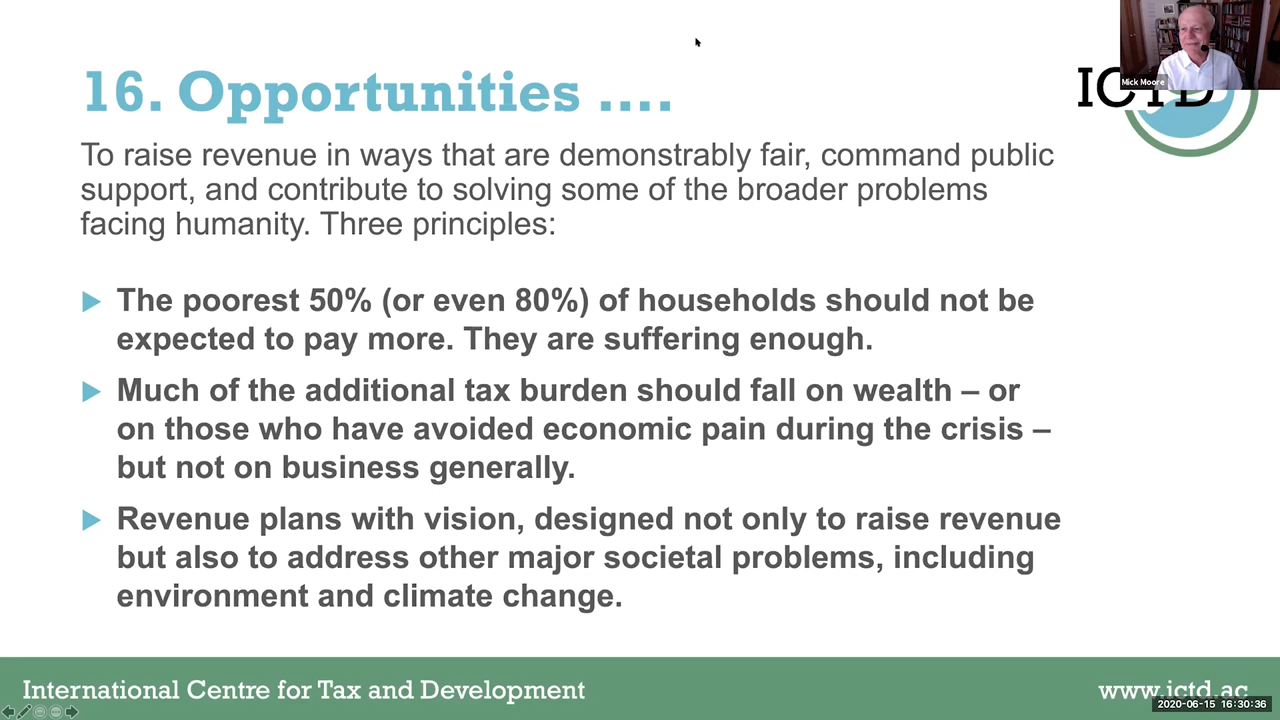 16. Opportunities ....
Mick Moore
ICTD
To raise revenue in ways that are demonstrably fair, command public
support, and contribute to solving some of the broader problems
facing humanity. Three principles:
The poorest 50% (or even 80%) of households should not be
expected to pay more. They are suffering enough.
Much of the additional tax burden should fall on wealth – or
on those who have avoided economic pain during the crisis –
but not on business generally.
Revenue plans with vision, designed not only to raise revenue
but also to address other major societal problems, including
environment and climate change.
International Centre for Tax and Development
www.ictd.ac
2020-06-15 16:30:36